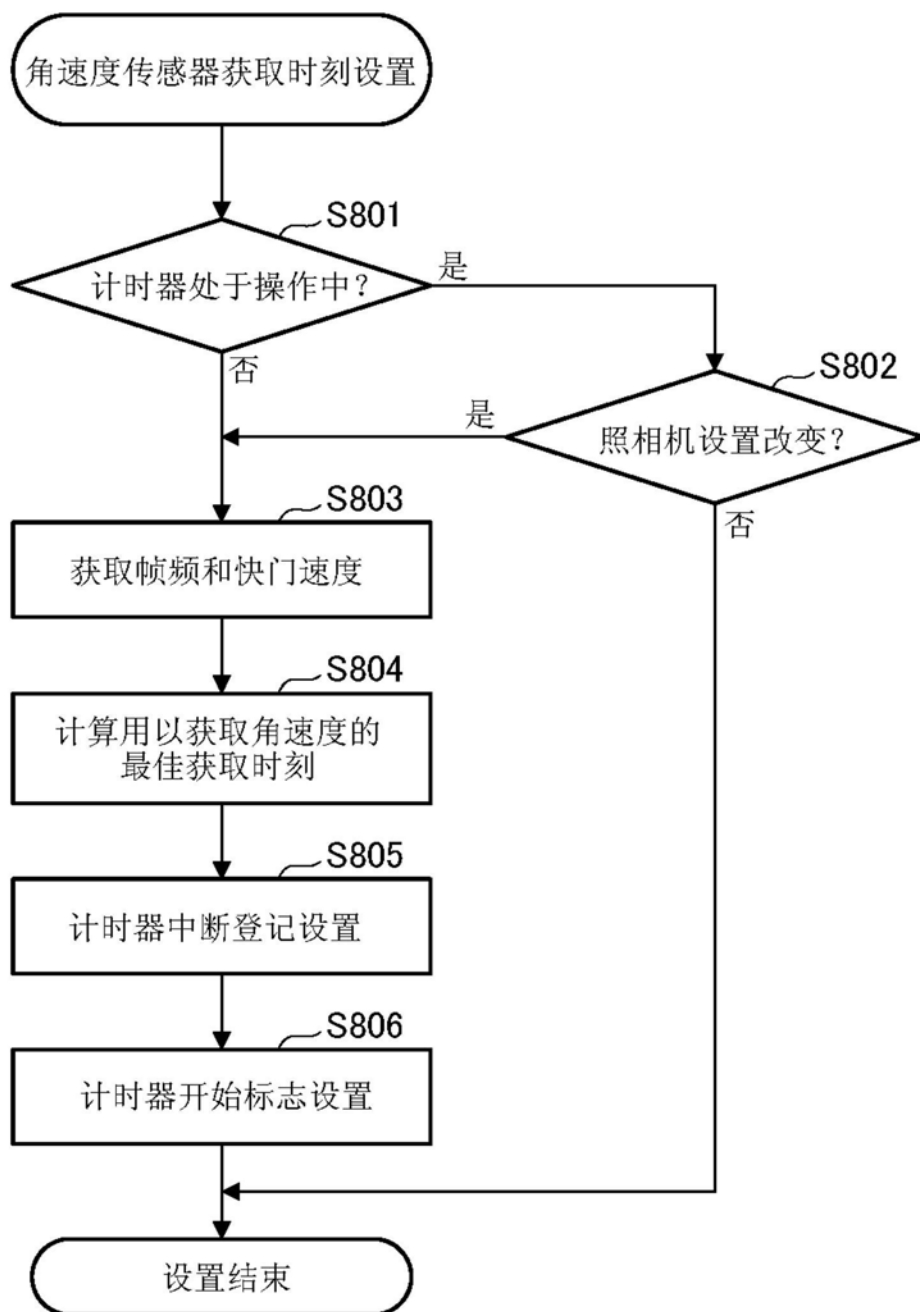 角速度传感器获取时刻设置
S801
计时器处于操作中?
是
否
S802
照相机设置改变?
是
否
S803
获取帧频和快门速度
S804
计算用以获取角速度的
最佳获取时刻
S805
计时器中断登记设置
S806
计时器开始标志设置
设置结束